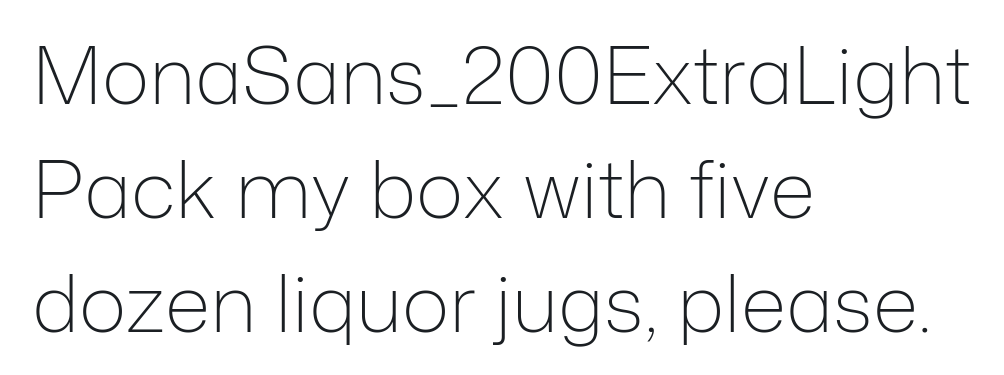 MonaSans_200ExtraLight
Pack my box with five
dozen liquor jugs, please.